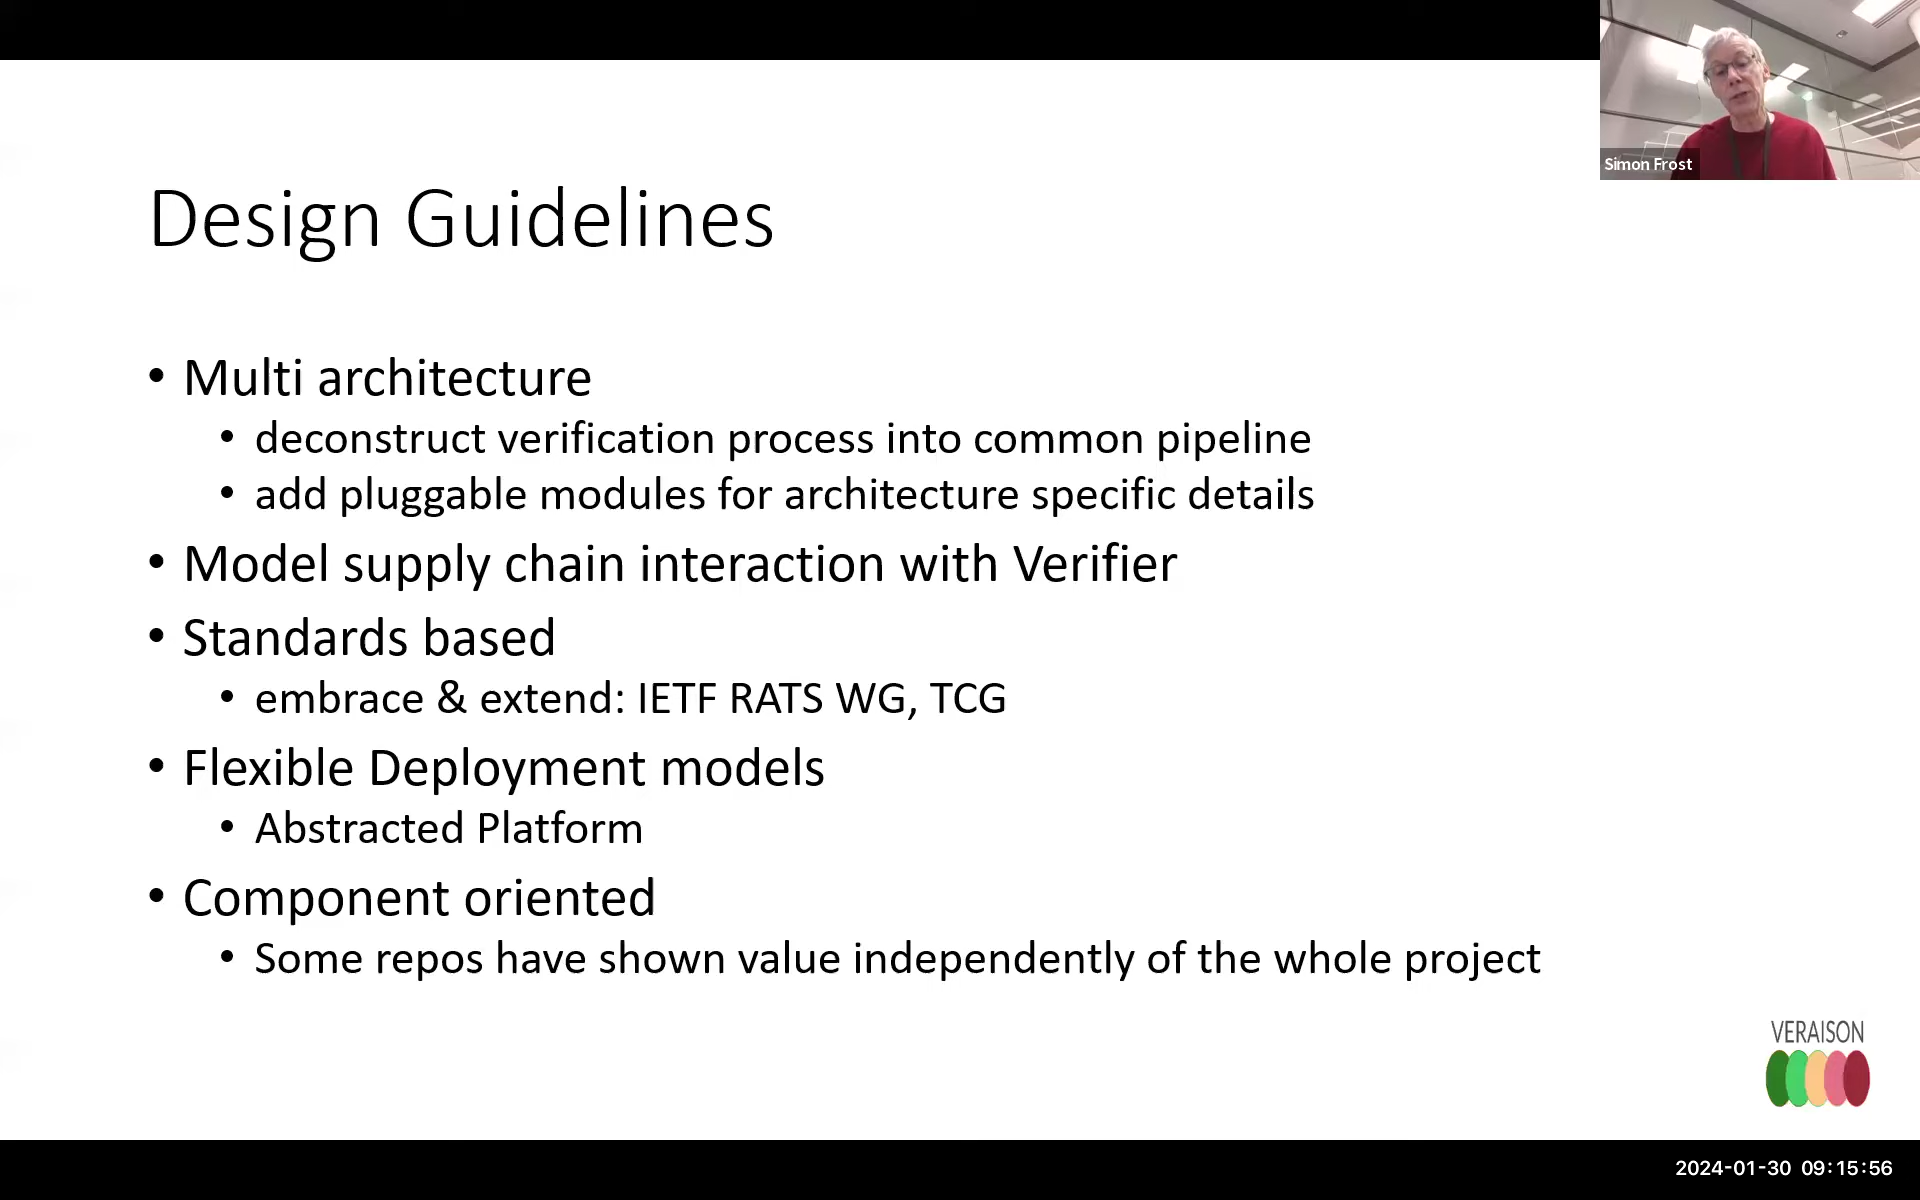 Simon Frost
Design Guidelines
• Multi architecture
• deconstruct verification process into common pipeline
• add pluggable modules for architecture specific details
• Model supply chain interaction with Verifier
• Standards based
• embrace & extend: IETF RATS WG, TCG
• Flexible Deployment models
• Abstracted Platform
• Component oriented
• Some repos have shown value independently of the whole project
VERAISON
2024-01-30 09:15:56